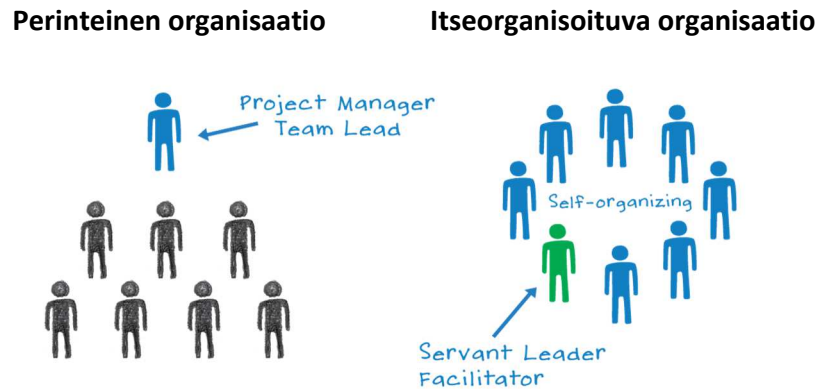 Perinteinen organisaatio
Itseorganisoituva organisaatio
Project Manager
Team Lead
Self-organizing
Servant Leader
Facilitator